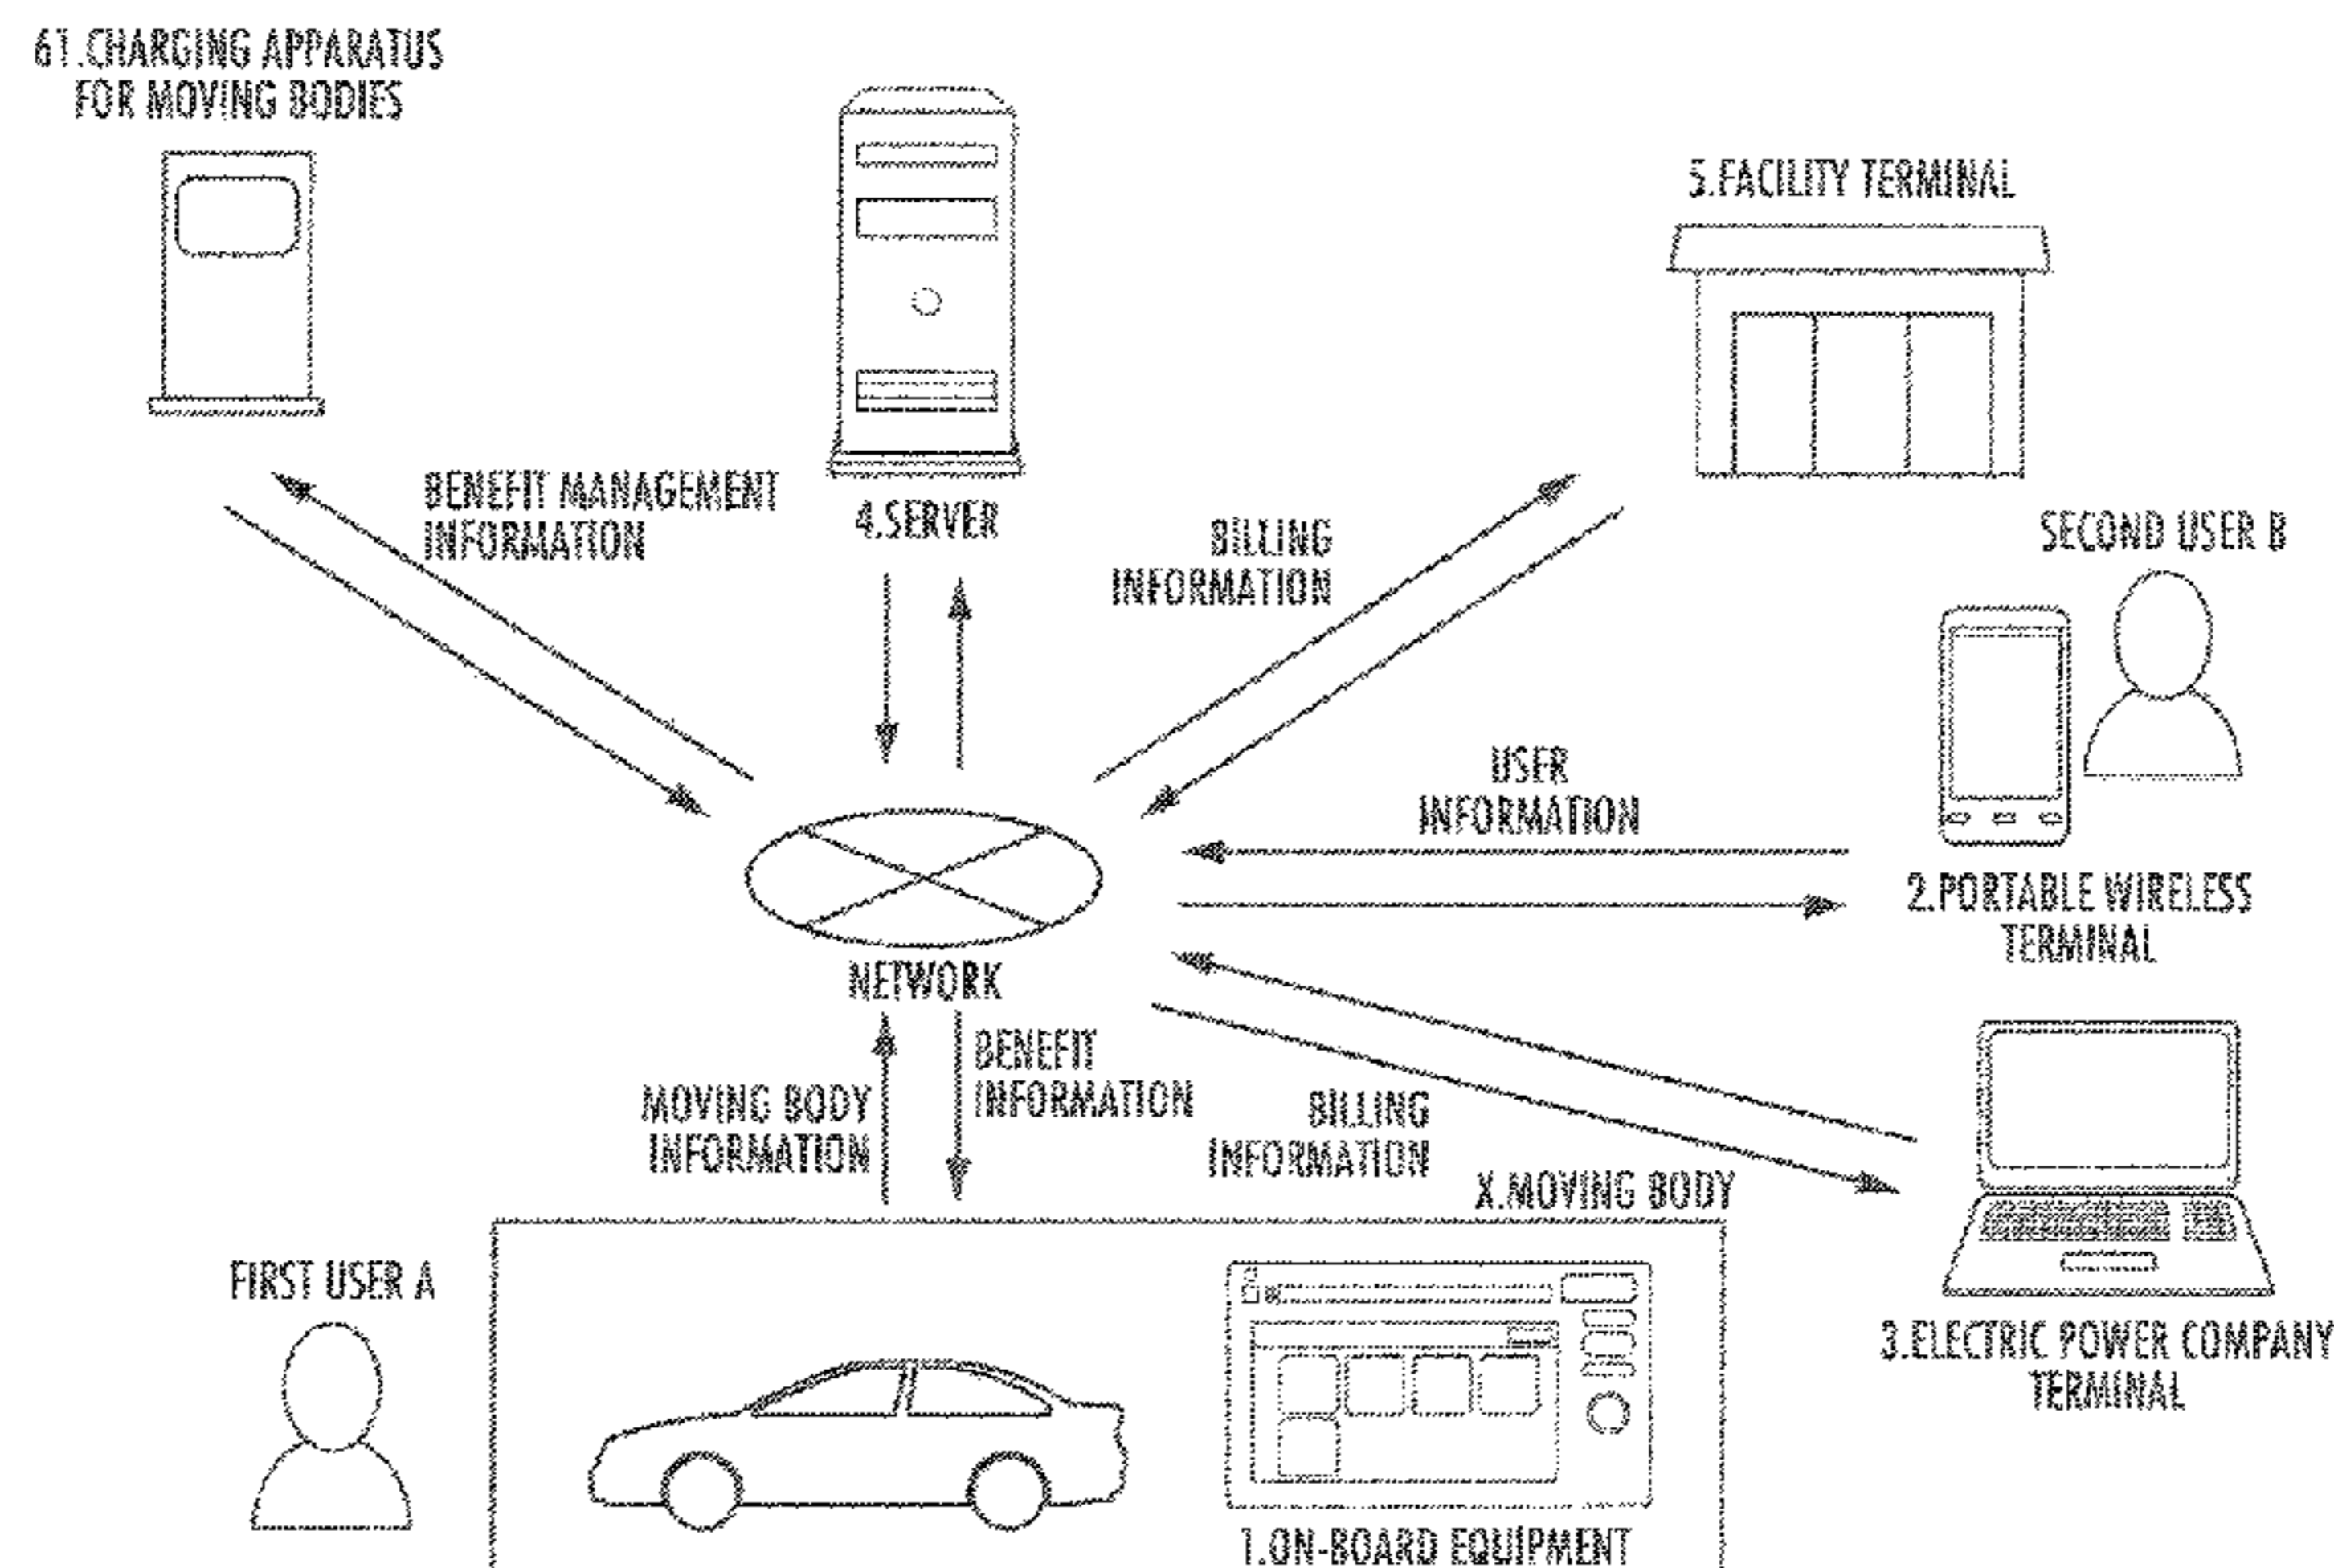 61.CHARGING APPARATUS
FOR MOVING BODIES
5.FACILITY TERMINAL
BENEFIT MANAGEMENT
INFORMATION
4.SERVER
BILLING
INFORMATION
SECOND USER B
USER
INFORMATION
2.PORTABLE WIRELESS
TERMINAL
NETWORK
MOVING BODY
INFORMATION
BENEFIT
INFORMATION
BILLING
INFORMATION
X.MOVING BODY
FIRST USER A
3.ELECTRIC POWER COMPANY
TERMINAL
1.ON-BOARD EQUIPMENT